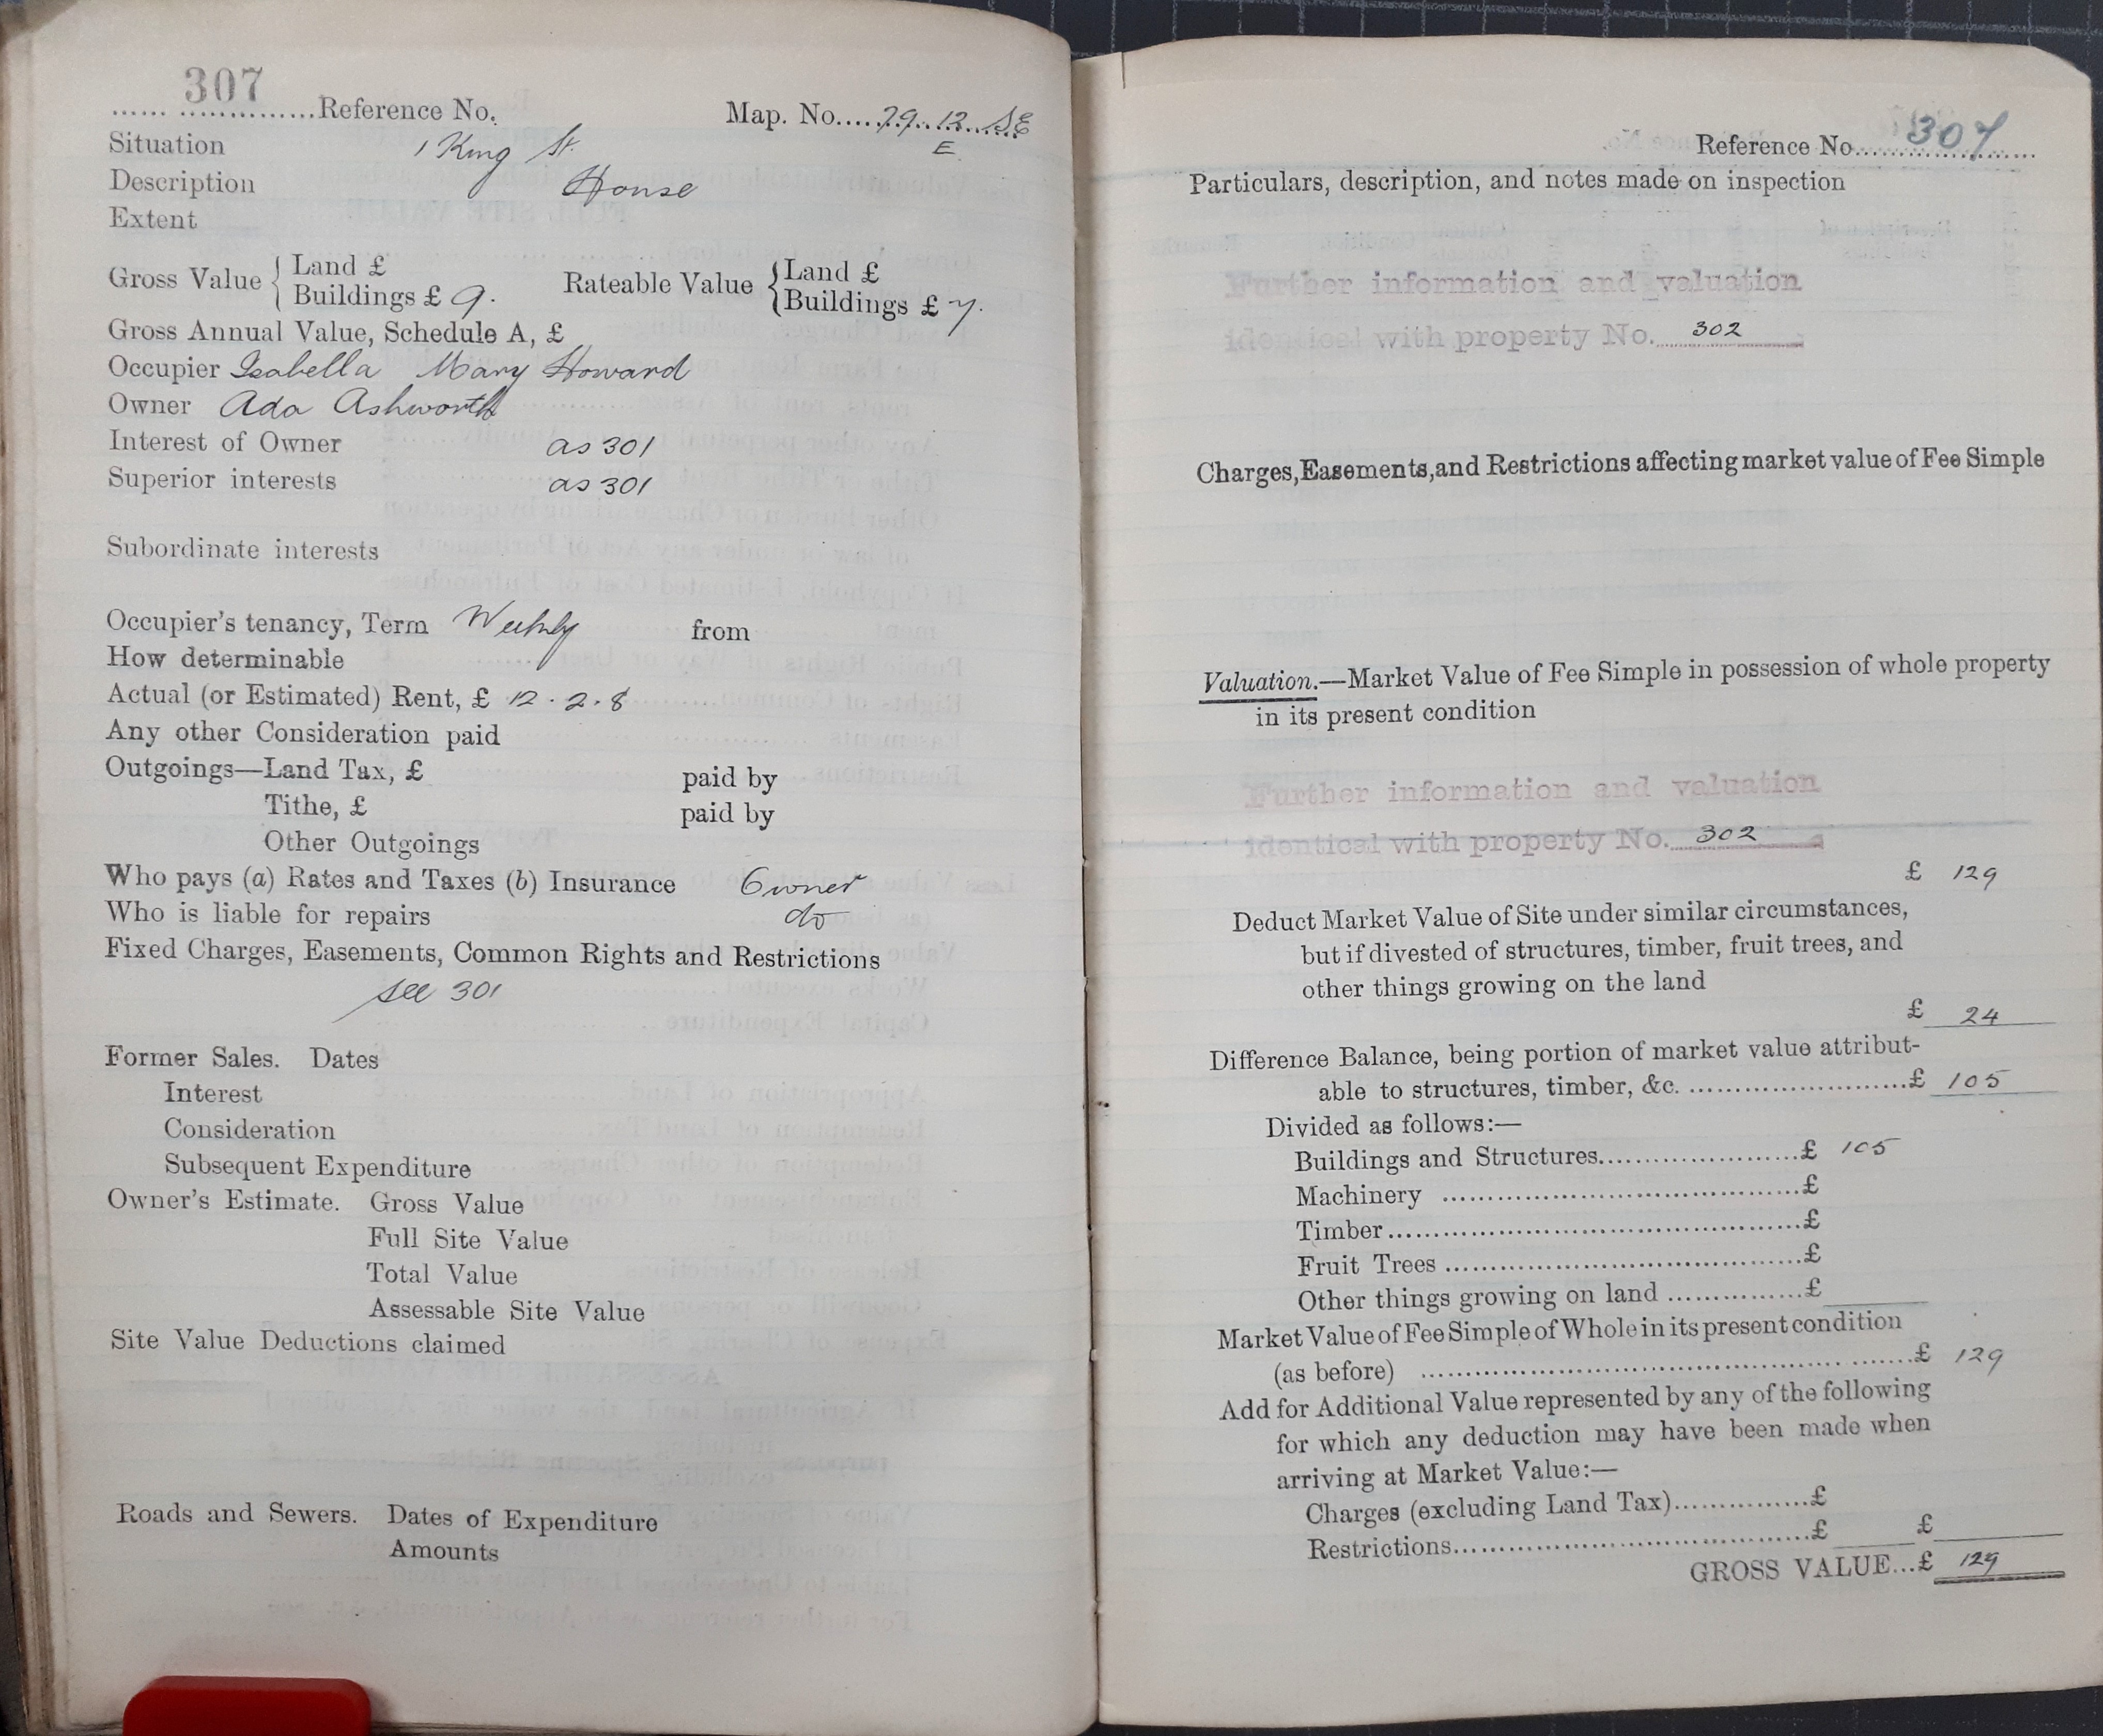 307
...... ..............Reference No.
Map. No....79..12..SE
E
Situation 1 King St.
Description House
Extent
Gross Value { Land £
Buildings £ 9.
Rateable Value { Land £
Buildings £ 7.
Gross Annual Value, Schedule A, £
Occupier Isabella Mary Howard
Owner Ada Ashworth
Interest of Owner as 301
Superior interests as 301
Subordinate interests
Occupier's tenancy, Term Weekly from
How determinable
Actual (or Estimated) Rent, £ 12 . 2 . 8
Any other Consideration paid
Outgoings—Land Tax, £ paid by
Tithe, £ paid by
Other Outgoings
Who pays (a) Rates and Taxes (b) Insurance Owner
Who is liable for repairs do
Fixed Charges, Easements, Common Rights and Restrictions
see 301
Former Sales. Dates
Interest
Consideration
Subsequent Expenditure
Owner's Estimate. Gross Value
Full Site Value
Total Value
Assessable Site Value
Site Value Deductions claimed
Roads and Sewers. Dates of Expenditure
Amounts
Reference No. 307
Particulars, description, and notes made on inspection
Further information and valuation
identical with property No. 302
Charges, Easements, and Restrictions affecting market value of Fee Simple
Valuation.—Market Value of Fee Simple in possession of whole property
in its present condition
Further information and valuation
identical with property No. 302
£ 129
Deduct Market Value of Site under similar circumstances,
but if divested of structures, timber, fruit trees, and
other things growing on the land
£ 24
Difference Balance, being portion of market value attribut-
able to structures, timber, &c. ........................£ 105
Divided as follows:—
Buildings and Structures......................£ 105
Machinery .......................................£
Timber.............................................£
Fruit Trees .......................................£
Other things growing on land ...............£
Market Value of Fee Simple of Whole in its present condition
(as before) .......................................................£ 129
Add for Additional Value represented by any of the following
for which any deduction may have been made when
arriving at Market Value:—
Charges (excluding Land Tax)...............£
Restrictions.......................................£ £
GROSS VALUE...£ 129